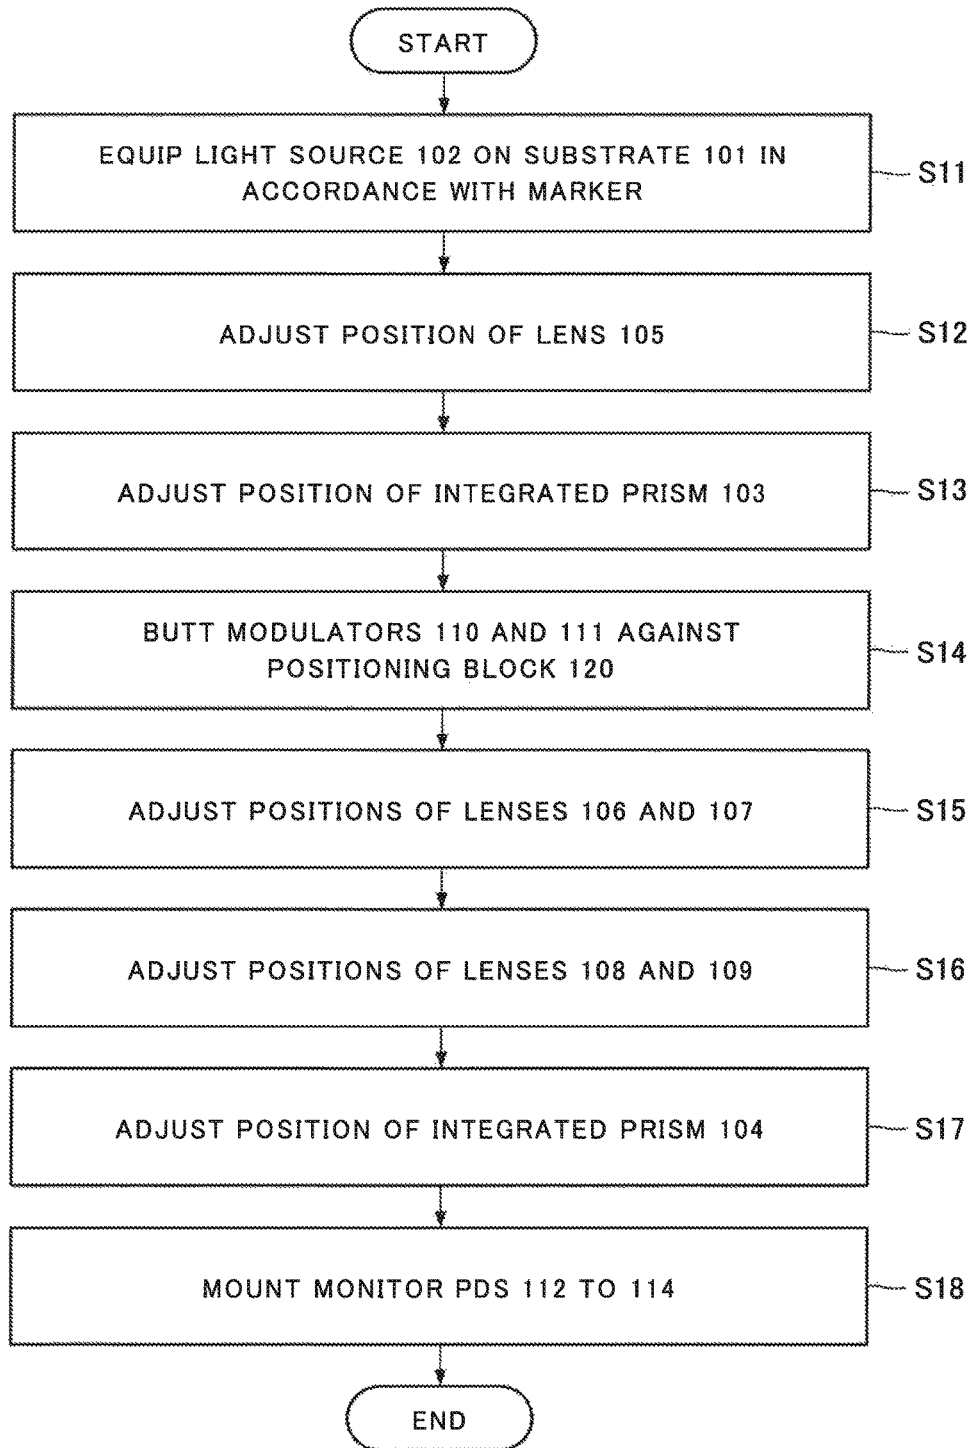 START
EQUIP LIGHT SOURCE 102 ON SUBSTRATE 101 IN
ACCORDANCE WITH MARKER
S11
ADJUST POSITION OF LENS 105
S12
ADJUST POSITION OF INTEGRATED PRISM 103
S13
BUTT MODULATORS 110 AND 111 AGAINST
POSITIONING BLOCK 120
S14
ADJUST POSITIONS OF LENSES 106 AND 107
S15
ADJUST POSITIONS OF LENSES 108 AND 109
S16
ADJUST POSITION OF INTEGRATED PRISM 104
S17
MOUNT MONITOR PDS 112 TO 114
S18
END